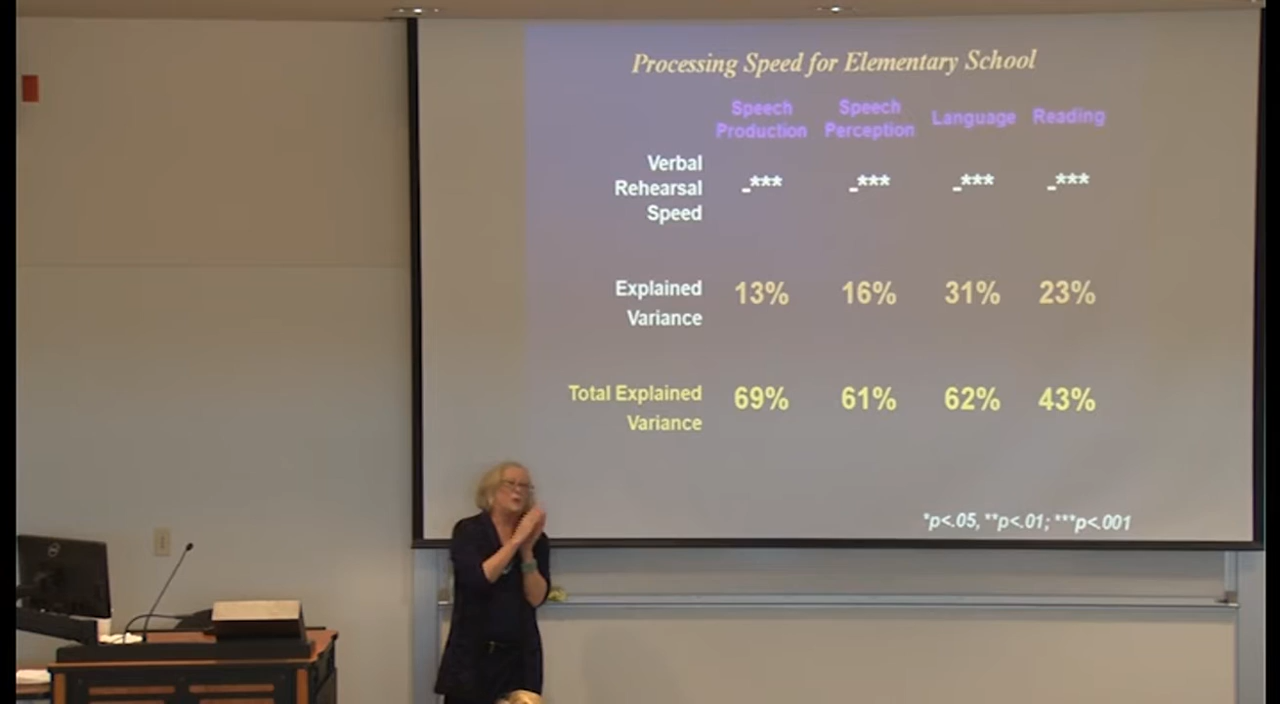 Processing Speed for Elementary School
Speech Production Speech Perception Language Reading
Verbal Rehearsal Speed -*** -*** -*** -***
Explained Variance 13% 16% 31% 23%
Total Explained Variance 69% 61% 62% 43%
*p<.05, **p<.01; ***p<.001